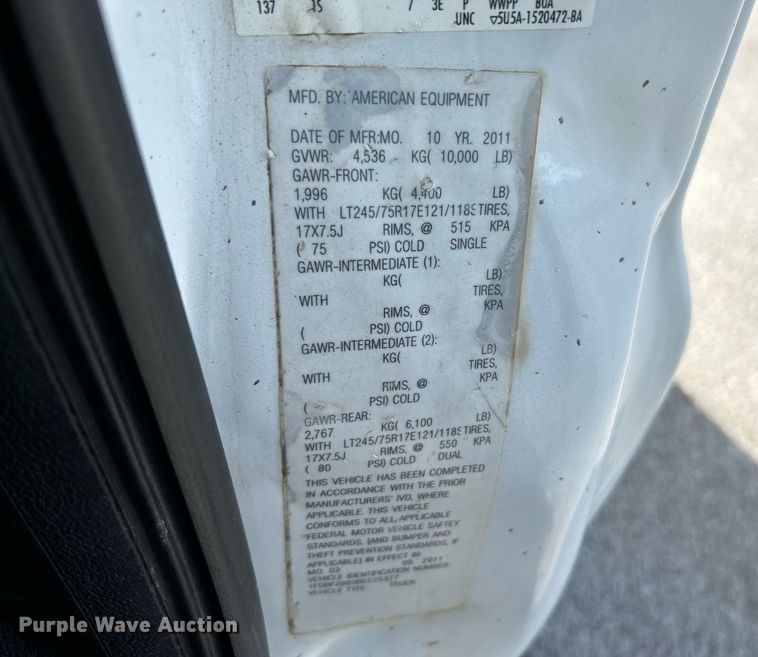 137 15 7 3E P WWPP BUA
UNC ▽5U5A-1520472-BA
MFD. BY: AMERICAN EQUIPMENT
DATE OF MFR:MO. 10 YR. 2011
GVWR: 4,536 KG( 10,000 LB)
GAWR-FRONT:
1,996 KG( 4,400 LB)
WITH LT245/75R17E121/118S TIRES,
17X7.5J RIMS, @ 515 KPA
( 75 PSI) COLD SINGLE
GAWR-INTERMEDIATE (1):
KG( LB)
WITH TIRES,
RIMS, @ KPA
( PSI) COLD
GAWR-INTERMEDIATE (2):
KG( LB)
WITH TIRES,
RIMS, @ KPA
( PSI) COLD
GAWR-REAR:
2,767 KG( 6,100 LB)
WITH LT245/75R17E121/118S TIRES,
17X7.5J RIMS, @ 550 KPA
( 80 PSI) COLD DUAL
THIS VEHICLE HAS BEEN COMPLETED
IN ACCORDANCE WITH THE PRIOR
MANUFACTURERS' IVD, WHERE
APPLICABLE. THIS VEHICLE
CONFORMS TO ALL APPLICABLE
FEDERAL MOTOR VEHICLE SAFTEY
STANDARDS, [AND BUMPER AND
THEFT PREVENTION STANDARDS, IF
APPLICABLE] IN EFFECT IN:
MO. 03 YR. 2011
VEHICLE IDENTIFICATION NUMBER:
VEHICLE TYPE: TRUCK
Purple Wave Auction